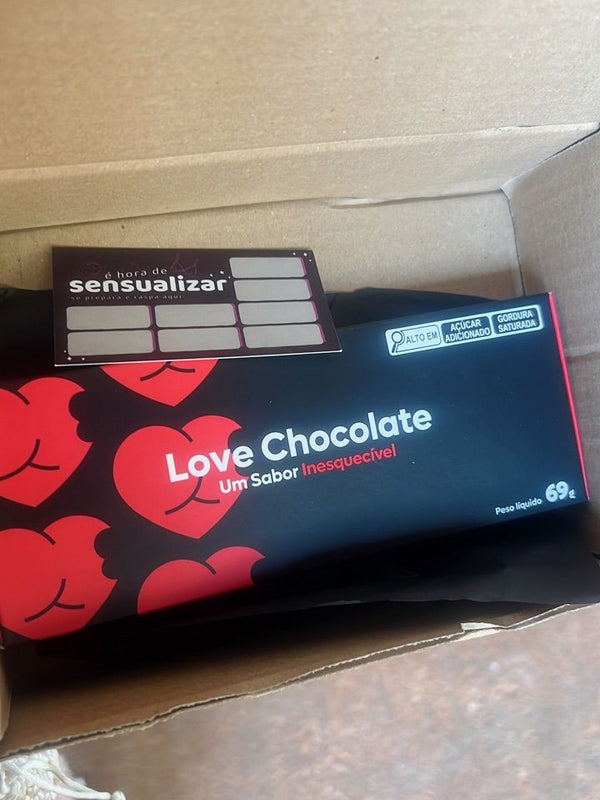 é hora de
sensualizar
se prepara e raspa aqui
ALTO EM
AÇÚCAR
ADICIONADO
GORDURA
SATURADA
Love Chocolate
Um Sabor Inesquecível
Peso líquido 69g